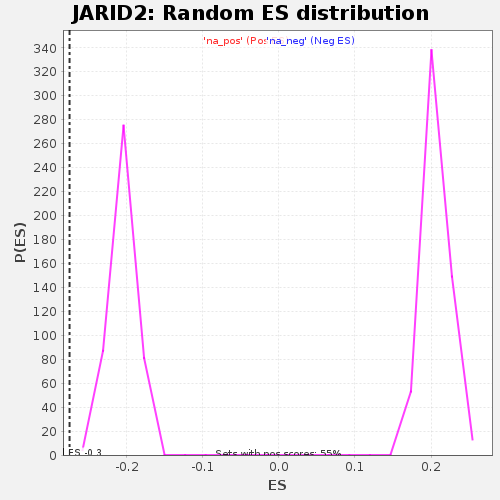 JARID2: Random ES distribution
'na_pos' (Pos 'na_neg' (Neg ES)
340
320
300
280
260
240
220
200
180
160
140
120
100
80
60
40
20
0
P(ES)
ES -0.3
Sets with pos scores: 55%
-0.2 -0.1 0.0 0.1 0.2
ES